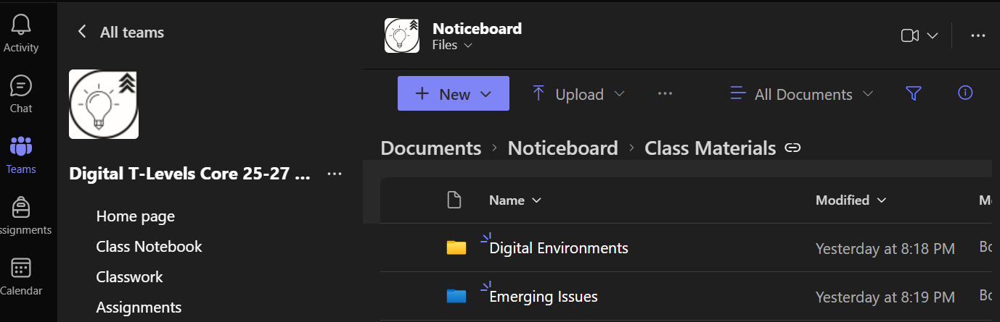 Activity
Chat
Teams
ssignments
Calendar
All teams
Digital T-Levels Core 25-27 ...
Home page
Class Notebook
Classwork
Assignments
Noticeboard
Files
New
Upload
All Documents
Documents > Noticeboard > Class Materials
Name Modified M
Digital Environments Yesterday at 8:18 PM Bo
Emerging Issues Yesterday at 8:19 PM Bo